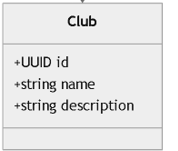 Club
+UUID id
+string name
+string description